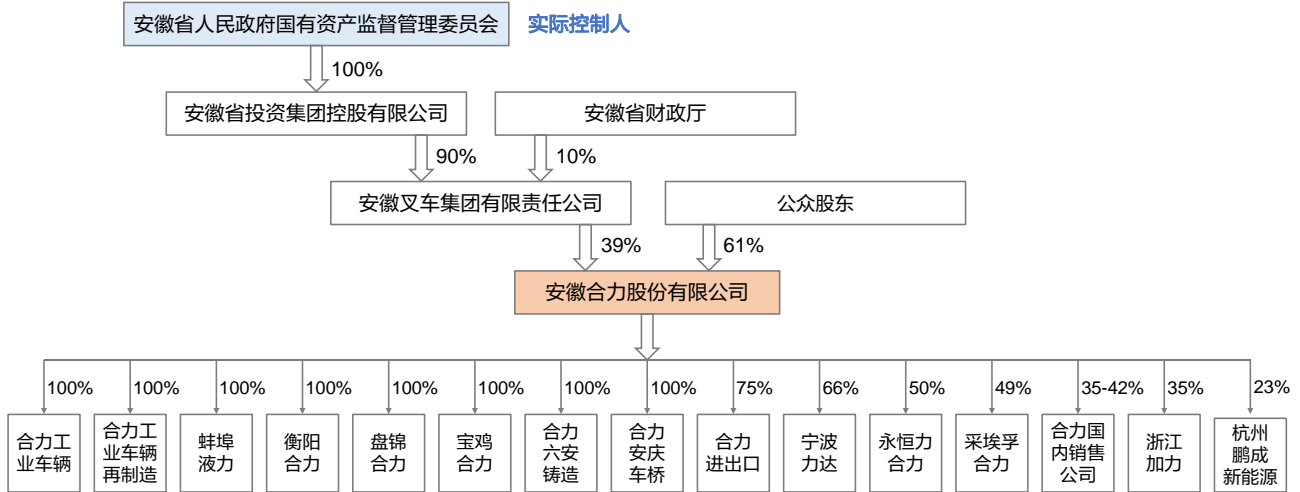 安徽省人民政府国有资产监督管理委员会
实际控制人
100%
安徽省投资集团控股有限公司
安徽省财政厅
90%
10%
安徽叉车集团有限责任公司
公众股东
39%
61%
安徽合力股份有限公司
100%
100%
100%
100%
100%
100%
100%
100%
75%
66%
50%
49%
35-42%
35%
23%
合力工
业车辆
合力工
业车辆
再制造
蚌埠
液力
衡阳
合力
盘锦
合力
宝鸡
合力
合力
六安
铸造
合力
安庆
车桥
合力
进出口
宁波
力达
永恒力
合力
采埃孚
合力
合力国
内销售
公司
浙江
加力
杭州
鹏成
新能源